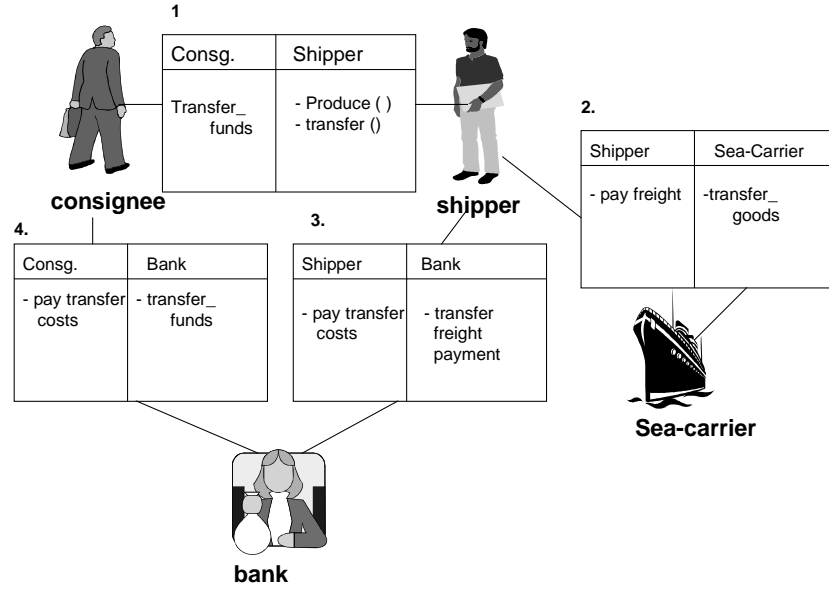 1
Consg. Shipper
Transfer_ - Produce ( )
funds - transfer ()
consignee
shipper
2.
Shipper Sea-Carrier
- pay freight -transfer_
goods
4.
Consg. Bank
- pay transfer - transfer_
costs funds
3.
Shipper Bank
- pay transfer - transfer
costs freight
payment
Sea-carrier
bank